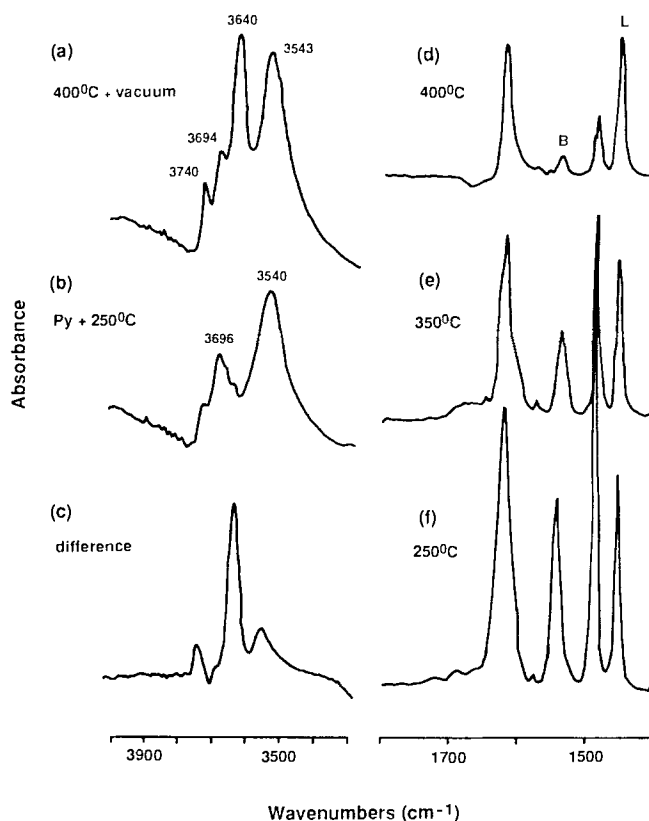 (a)
400⁰C + vacuum
3740
3694
3640
3543
(b)
Py + 250⁰C
3696
3540
(c)
difference
(d)
400⁰C
B
L
(e)
350⁰C
(f)
250⁰C
Absorbance
3900
3500
1700
1500
Wavenumbers (cm⁻¹)